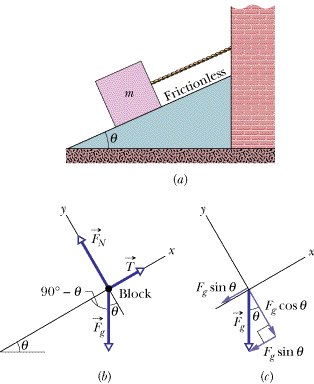 m
Frictionless
θ
(a)
y
x
F_N
T
90° – θ
Block
θ
F_g
θ
(b)
y
x
F_g sin θ
F_g cos θ
θ
F_g
F_g sin θ
(c)